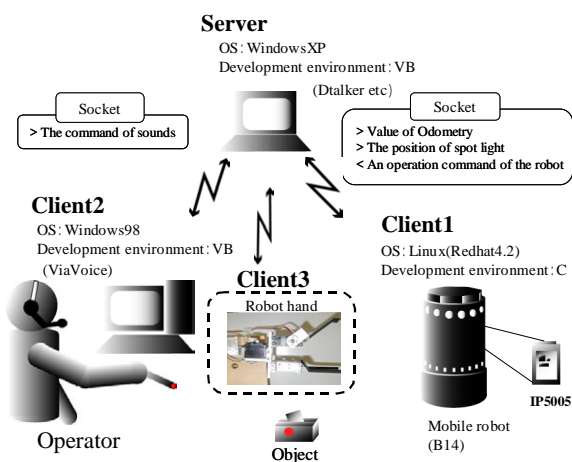 Server
OS: WindowsXP
Development environment: VB
(Dtalker etc)
Socket
> The command of sounds
Socket
> Value of Odometry
> The position of spot light
< An operation command of the robot
Client2
OS: Windows98
Development environment: VB
(ViaVoice)
Client1
OS: Linux(Redhat4.2)
Development environment: C
Client3
Robot hand
IP5005
Mobile robot
(B14)
Operator
Object